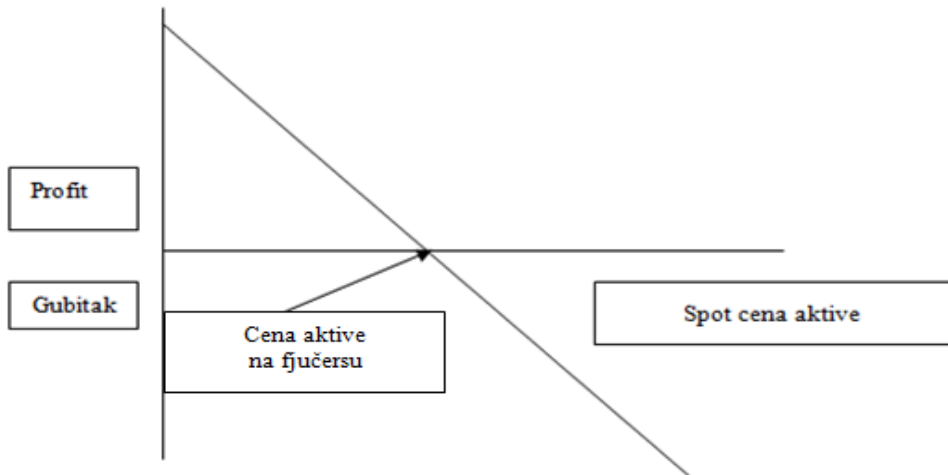 Profit
Gubitak
Cena aktive
na fjučersu
Spot cena aktive